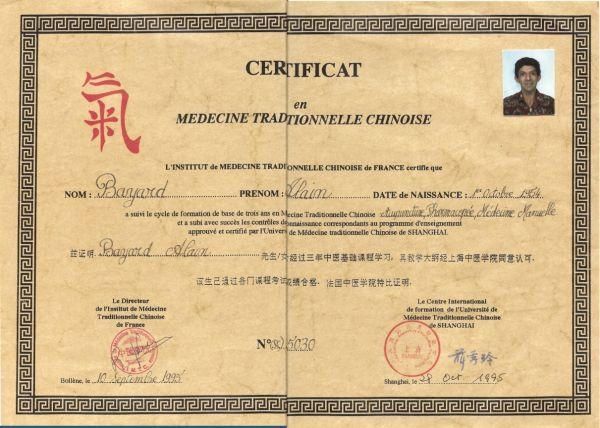 CERTIFICAT
en
MEDECINE TRADITIONNELLE CHINOISE
氣
L'INSTITUT de MEDECINE TRADITIONNELLE CHINOISE de FRANCE certifie que
NOM : Bayard PRENOM : Alain DATE de NAISSANCE : 1er Octobre 1954
a suivi le cycle de formation de base de trois ans en Medecine Traditionnelle Chinoise Acupuncture, Pharmacopée, Médecine Manuelle
et a subi avec succès les contrôles de connaissance correspondants au programme d'enseignement
approuvé et certifié par l'Université de Médecine traditionnelle Chinoise de SHANGHAI.
兹证明 Bayard Alain 先生/女 经过三年中医基础课程学习，其教学大纲经上海中医学院同意认可。
该生已通过各门课程考试成绩合格，法国中医学院特比证明。
Le Directeur
de l'Institut de Médecine
Traditionnelle Chinoise
de France
Le Centre International
de formation de l'Université de
Médecine Traditionnelle Chinoise
de SHANGHAI
N° 5030
Bollène, le 10 Septembre 1995
Shanghai, le 28 Oct 1995